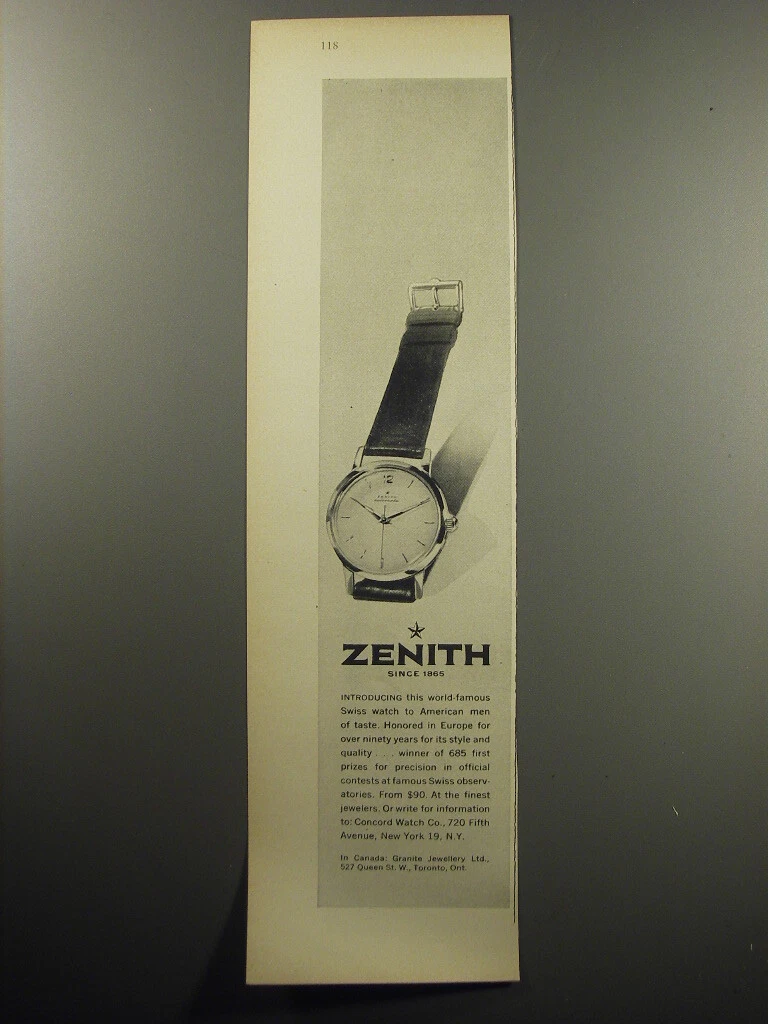 118
12
ZENITH
ZENITH
SINCE 1865
INTRODUCING this world-famous
Swiss watch to American men
of taste. Honored in Europe for
over ninety years for its style and
quality . . . winner of 685 first
prizes for precision in official
contests at famous Swiss observ-
atories. From $90. At the finest
jewelers. Or write for information
to: Concord Watch Co., 720 Fifth
Avenue, New York 19, N.Y.
In Canada: Granite Jewellery Ltd.,
527 Queen St. W., Toronto, Ont.